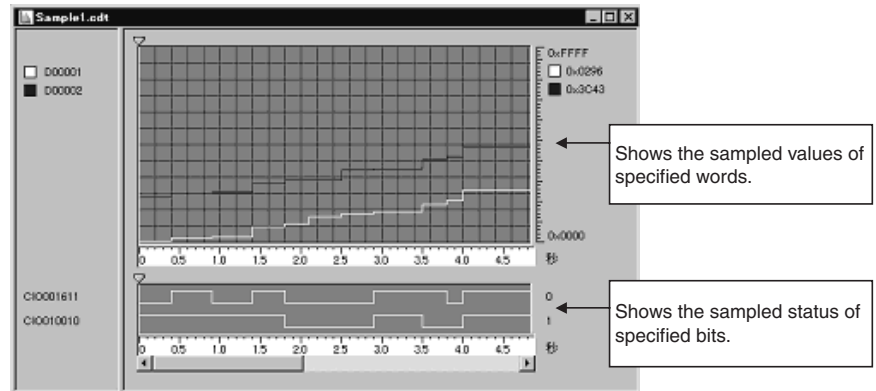 Sample1.cdt
D00001
D00002
0xFFFF
0x0296
0x3C43
0x0000
0 0.5 1.0 1.5 2.0 2.5 3.0 3.5 4.0 4.5 秒
Shows the sampled values of
specified words.
CIO001611
CIO010010
0
1
0 0.5 1.0 1.5 2.0 2.5 3.0 3.5 4.0 4.5 秒
Shows the sampled status of
specified bits.